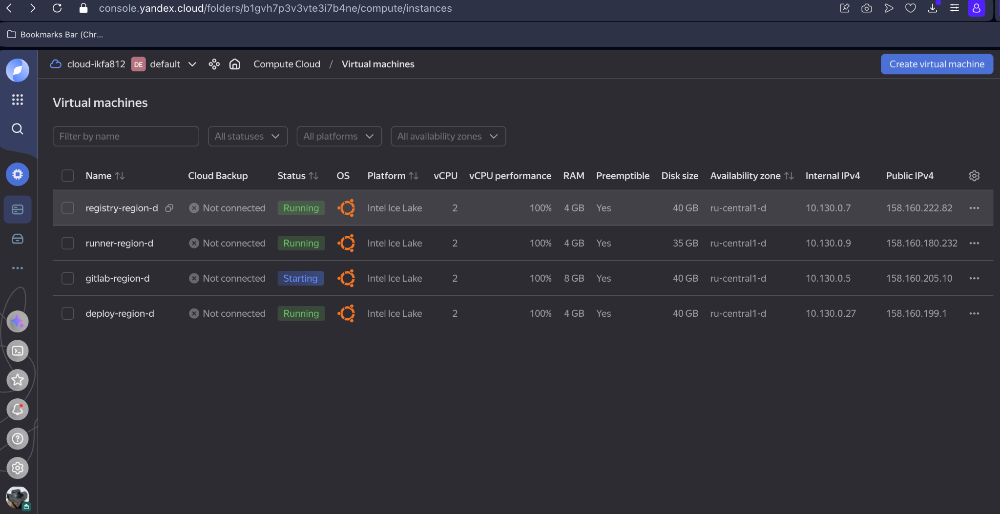 console.yandex.cloud/folders/b1gvh7p3v3vte3i7b4ne/compute/instances
Bookmarks Bar (Chr...
cloud-ikfa812 DE default Compute Cloud / Virtual machines Create virtual machine
Virtual machines
Filter by name All statuses All platforms All availability zones
Name Cloud Backup Status OS Platform vCPU vCPU performance RAM Preemptible Disk size Availability zone Internal IPv4 Public IPv4
registry-region-d Not connected Running Intel Ice Lake 2 100% 4 GB Yes 40 GB ru-central1-d 10.130.0.7 158.160.222.82
runner-region-d Not connected Running Intel Ice Lake 2 100% 4 GB Yes 35 GB ru-central1-d 10.130.0.9 158.160.180.232
gitlab-region-d Not connected Starting Intel Ice Lake 2 100% 8 GB Yes 40 GB ru-central1-d 10.130.0.5 158.160.205.10
deploy-region-d Not connected Running Intel Ice Lake 2 100% 4 GB Yes 40 GB ru-central1-d 10.130.0.27 158.160.199.1